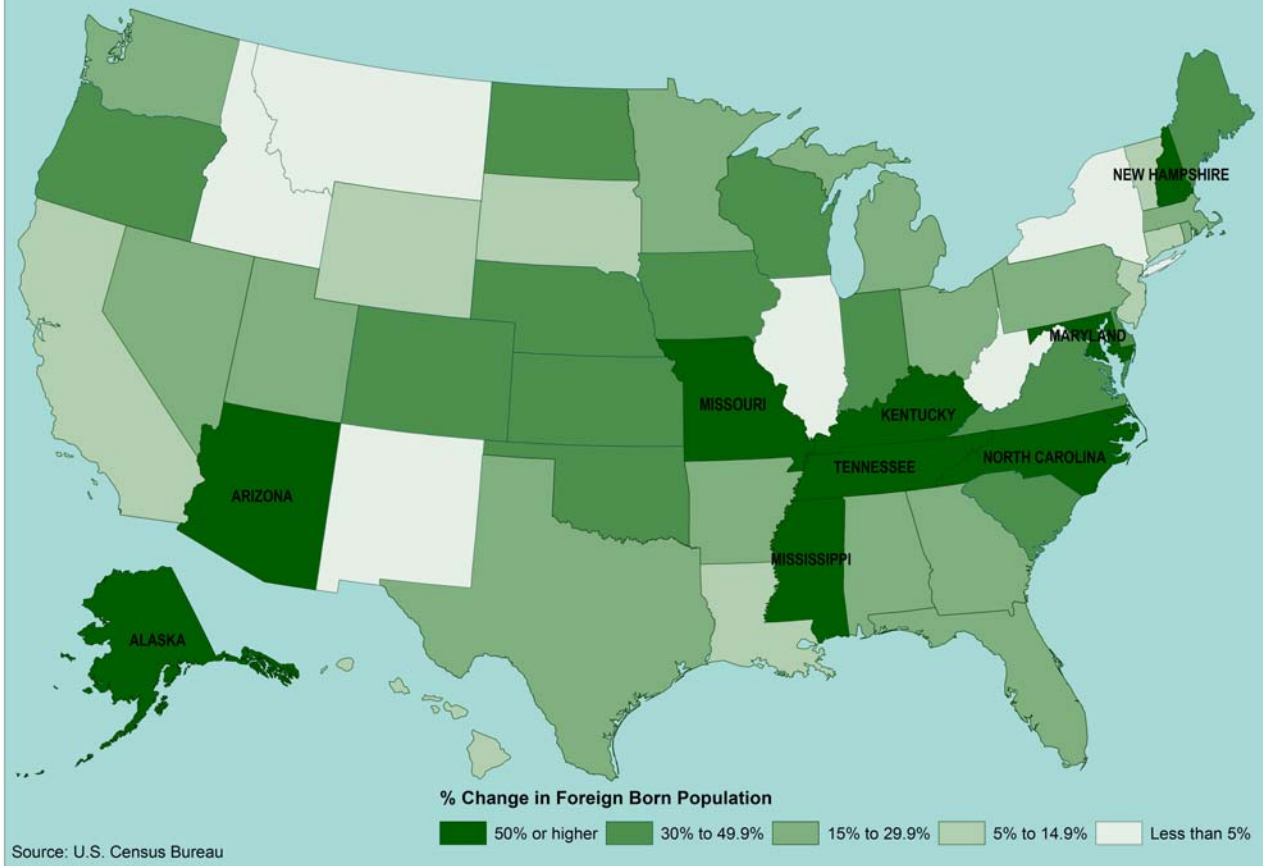 NEW HAMPSHIRE
MARYLAND
MISSOURI
KENTUCKY
NORTH CAROLINA
TENNESSEE
ARIZONA
MISSISSIPPI
ALASKA
% Change in Foreign Born Population
50% or higher 30% to 49.9% 15% to 29.9% 5% to 14.9% Less than 5%
Source: U.S. Census Bureau